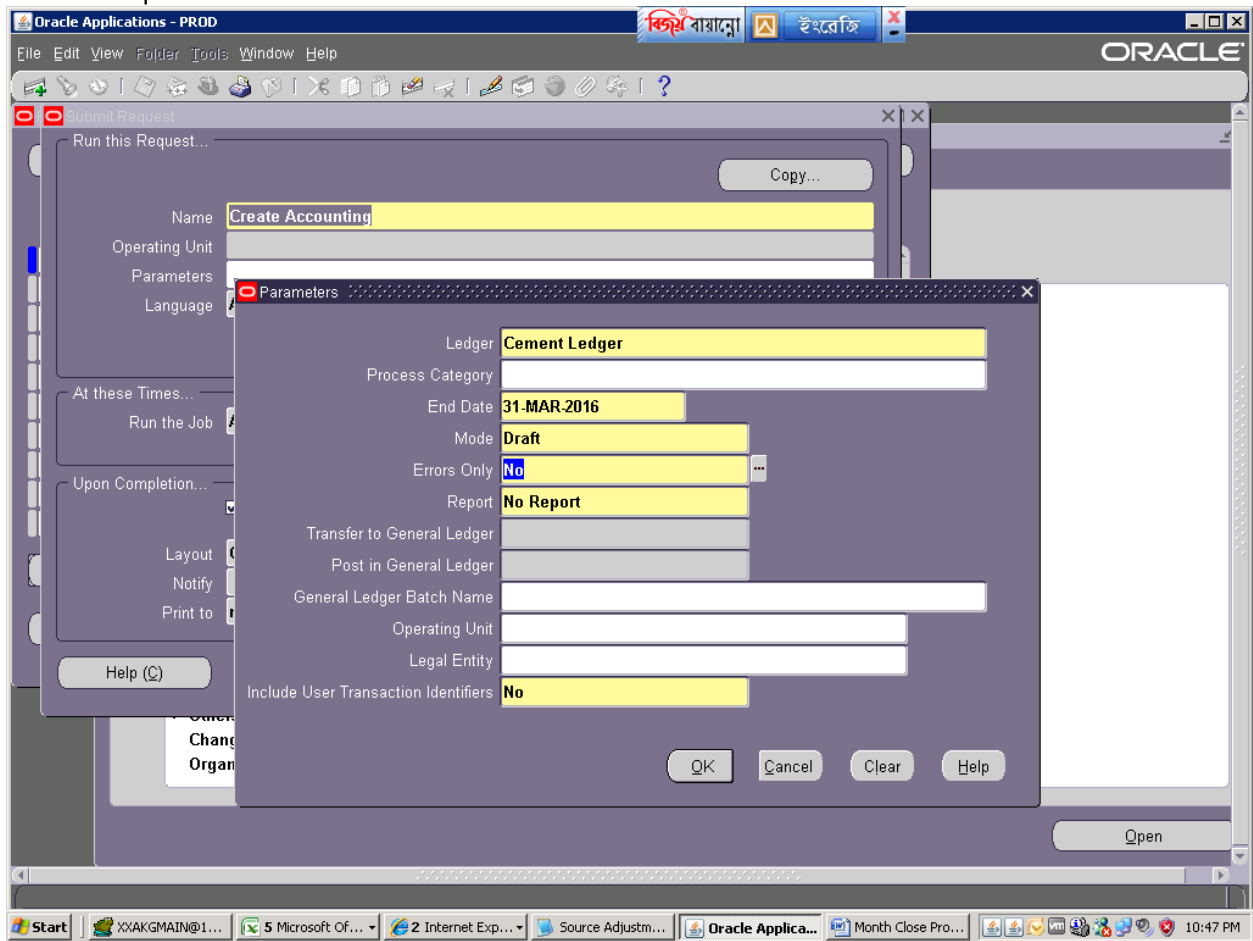 Oracle Applications - PROD
বিজয় বায়ান্নো ইংরেজি
File Edit View Folder Tools Window Help
ORACLE
Submit Request
Run this Request...
Copy...
Name Create Accounting
Operating Unit
Parameters
Language
Parameters
Ledger Cement Ledger
Process Category
End Date 31-MAR-2016
At these Times...
Run the Job
Mode Draft
Errors Only No
Upon Completion...
Report No Report
Transfer to General Ledger
Layout
Post in General Ledger
Notify
General Ledger Batch Name
Print to
Operating Unit
Legal Entity
Help (C)
Include User Transaction Identifiers No
OK Cancel Clear Help
Open
Start XXAKGMAIN@1... 5 Microsoft Of... 2 Internet Exp... Source Adjustm... Oracle Applica... Month Close Pro... 10:47 PM